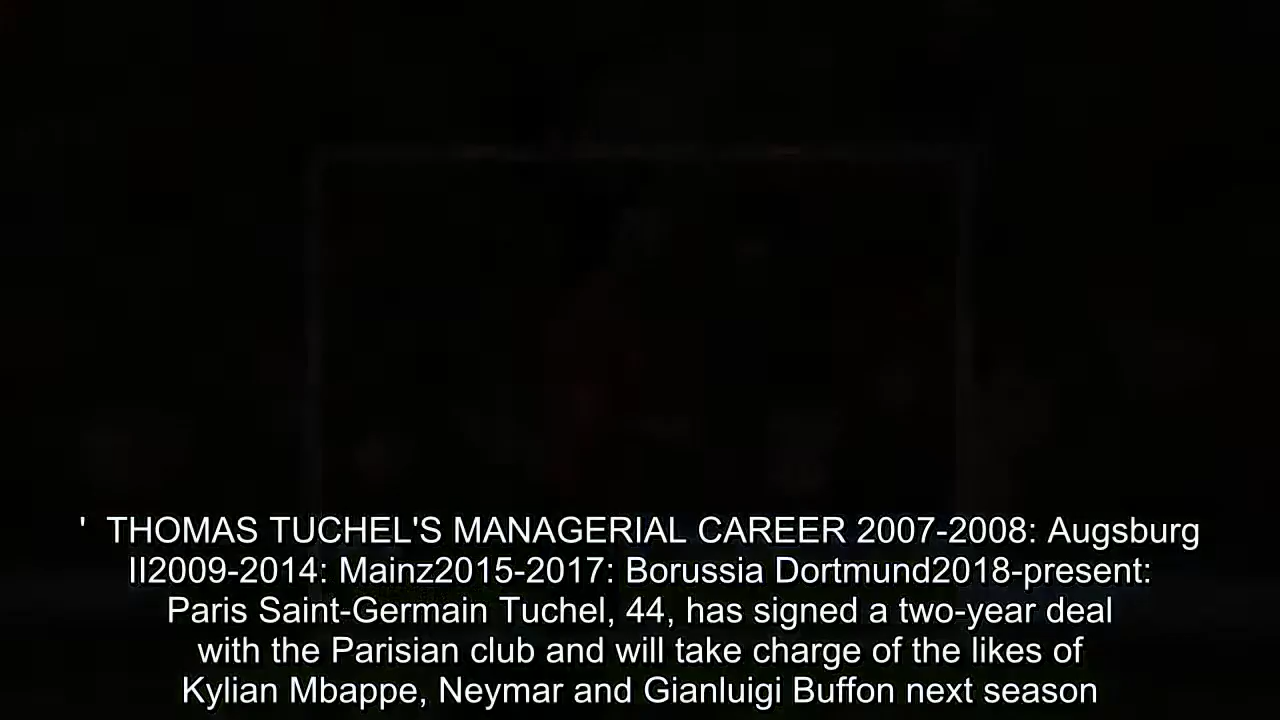 '  THOMAS TUCHEL'S MANAGERIAL CAREER 2007-2008: Augsburg
II2009-2014: Mainz2015-2017: Borussia Dortmund2018-present:
Paris Saint-Germain Tuchel, 44, has signed a two-year deal
with the Parisian club and will take charge of the likes of
Kylian Mbappe, Neymar and Gianluigi Buffon next season